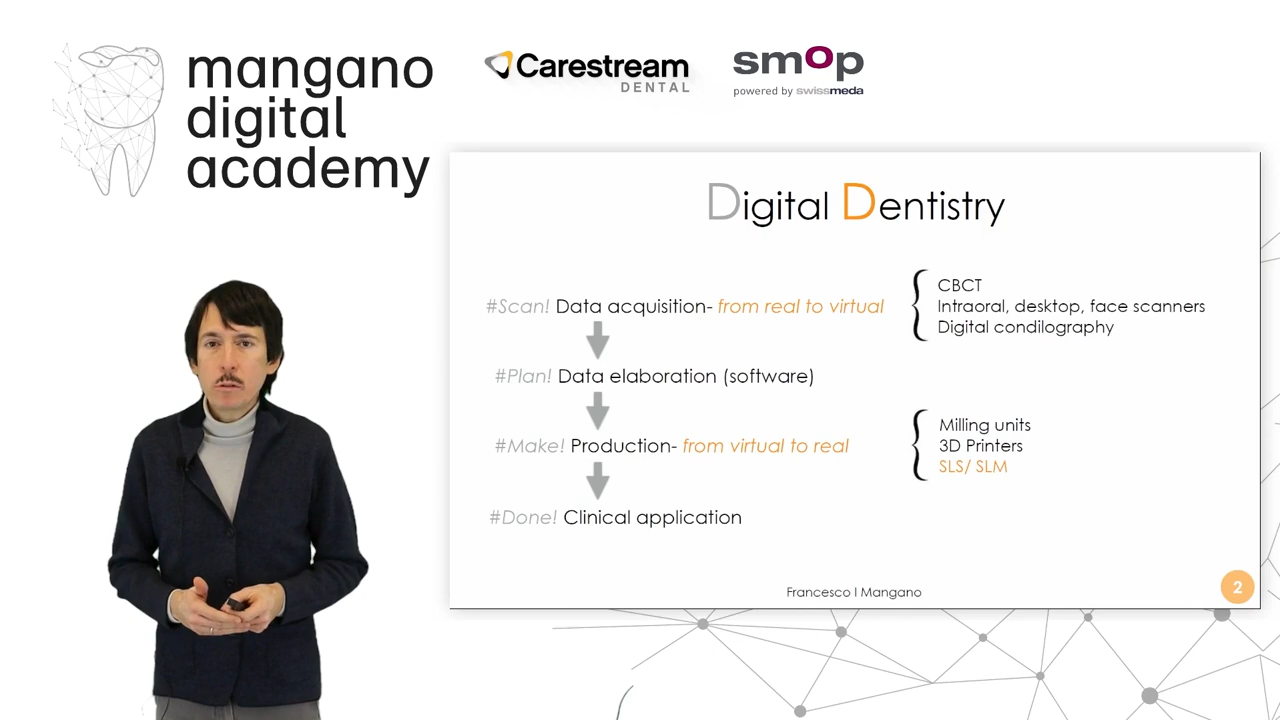 mangano
digital
academy
Carestream
DENTAL
smop
powered by swissmeda
Digital Dentistry
#Scan! Data acquisition- from real to virtual
CBCT
Intraoral, desktop, face scanners
Digital condilography
#Plan! Data elaboration (software)
#Make! Production- from virtual to real
Milling units
3D Printers
SLS/ SLM
#Done! Clinical application
Francesco I Mangano
2